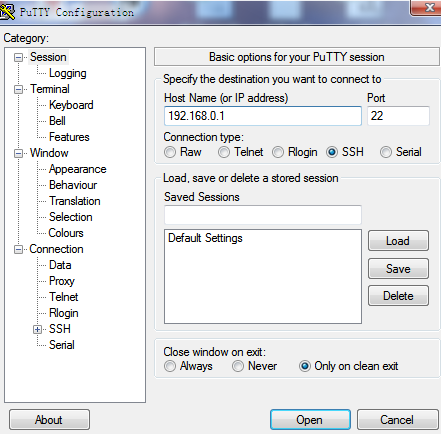 PuTTY Configuration
Category:
Session
Logging
Terminal
Keyboard
Bell
Features
Window
Appearance
Behaviour
Translation
Selection
Colours
Connection
Data
Proxy
Telnet
Rlogin
SSH
Serial
Basic options for your PuTTY session
Specify the destination you want to connect to
Host Name (or IP address) Port
192.168.0.1 22
Connection type:
Raw Telnet Rlogin SSH Serial
Load, save or delete a stored session
Saved Sessions
Default Settings
Load
Save
Delete
Close window on exit:
Always Never Only on clean exit
About Open Cancel